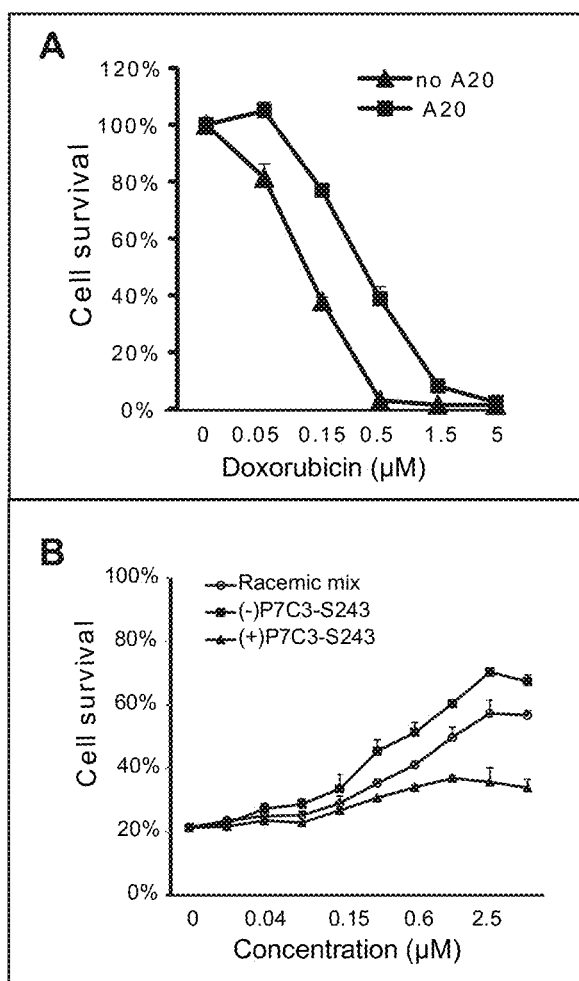 A
120%
100%
80%
60%
40%
20%
0%
Cell survival
no A20
A20
0 0.05 0.15 0.5 1.5 5
Doxorubicin (µM)
B
100%
80%
60%
40%
20%
0%
Cell survival
Racemic mix
(-)P7C3-S243
(+)P7C3-S243
0 0.04 0.15 0.6 2.5
Concentration (µM)